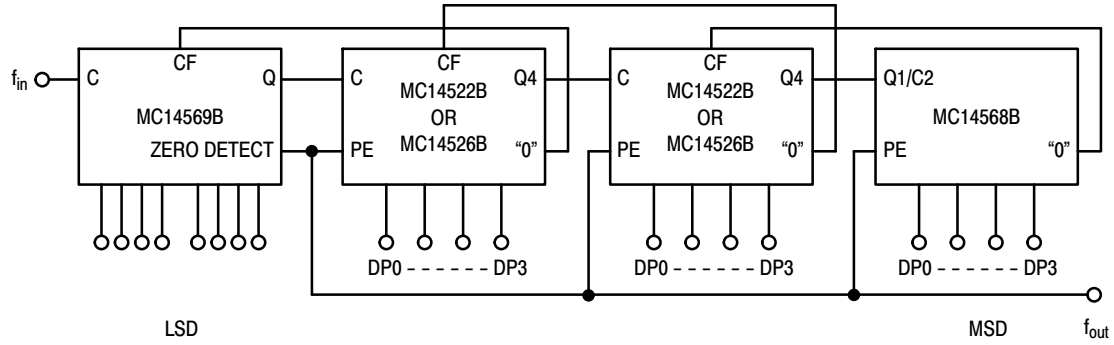 CF
CF
CF
f_in
C
Q
C
Q4
C
Q4
Q1/C2
MC14569B
MC14522B
OR
MC14526B
MC14522B
OR
MC14526B
MC14568B
ZERO DETECT
PE
“0”
PE
“0”
PE
“0”
DP0 - - - - - - DP3
DP0 - - - - - - DP3
DP0 - - - - - - DP3
LSD
MSD
f_out